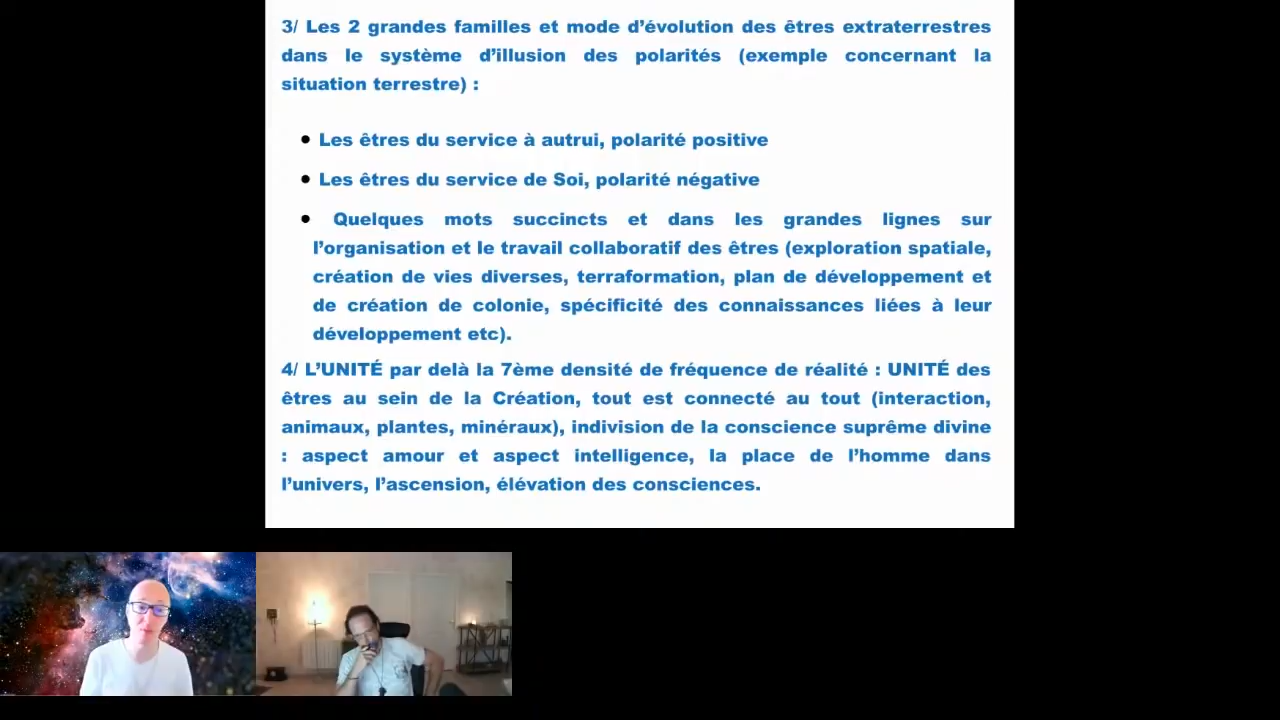 3/ Les 2 grandes familles et mode d’évolution des êtres extraterrestres
dans le système d’illusion des polarités (exemple concernant la
situation terrestre) :
• Les êtres du service à autrui, polarité positive
• Les êtres du service de Soi, polarité négative
• Quelques mots succincts et dans les grandes lignes sur
l’organisation et le travail collaboratif des êtres (exploration spatiale,
création de vies diverses, terraformation, plan de développement et
de création de colonie, spécificité des connaissances liées à leur
développement etc).
4/ L’UNITÉ par delà la 7ème densité de fréquence de réalité : UNITÉ des
êtres au sein de la Création, tout est connecté au tout (interaction,
animaux, plantes, minéraux), indivision de la conscience suprême divine
: aspect amour et aspect intelligence, la place de l’homme dans
l’univers, l’ascension, élévation des consciences.